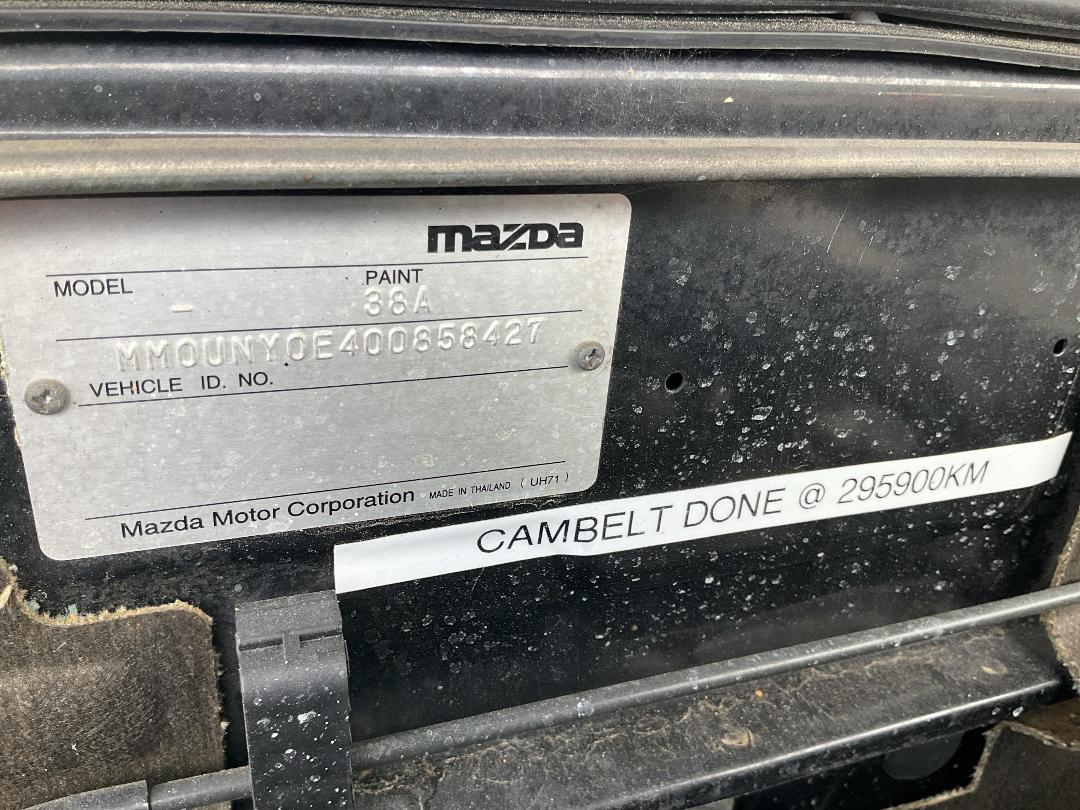 mazda
MODEL PAINT
- 38A
MM0UNY0E400858427
VEHICLE ID. NO.
Mazda Motor Corporation MADE IN THAILAND ( UH71 )
CAMBELT DONE @ 295900KM